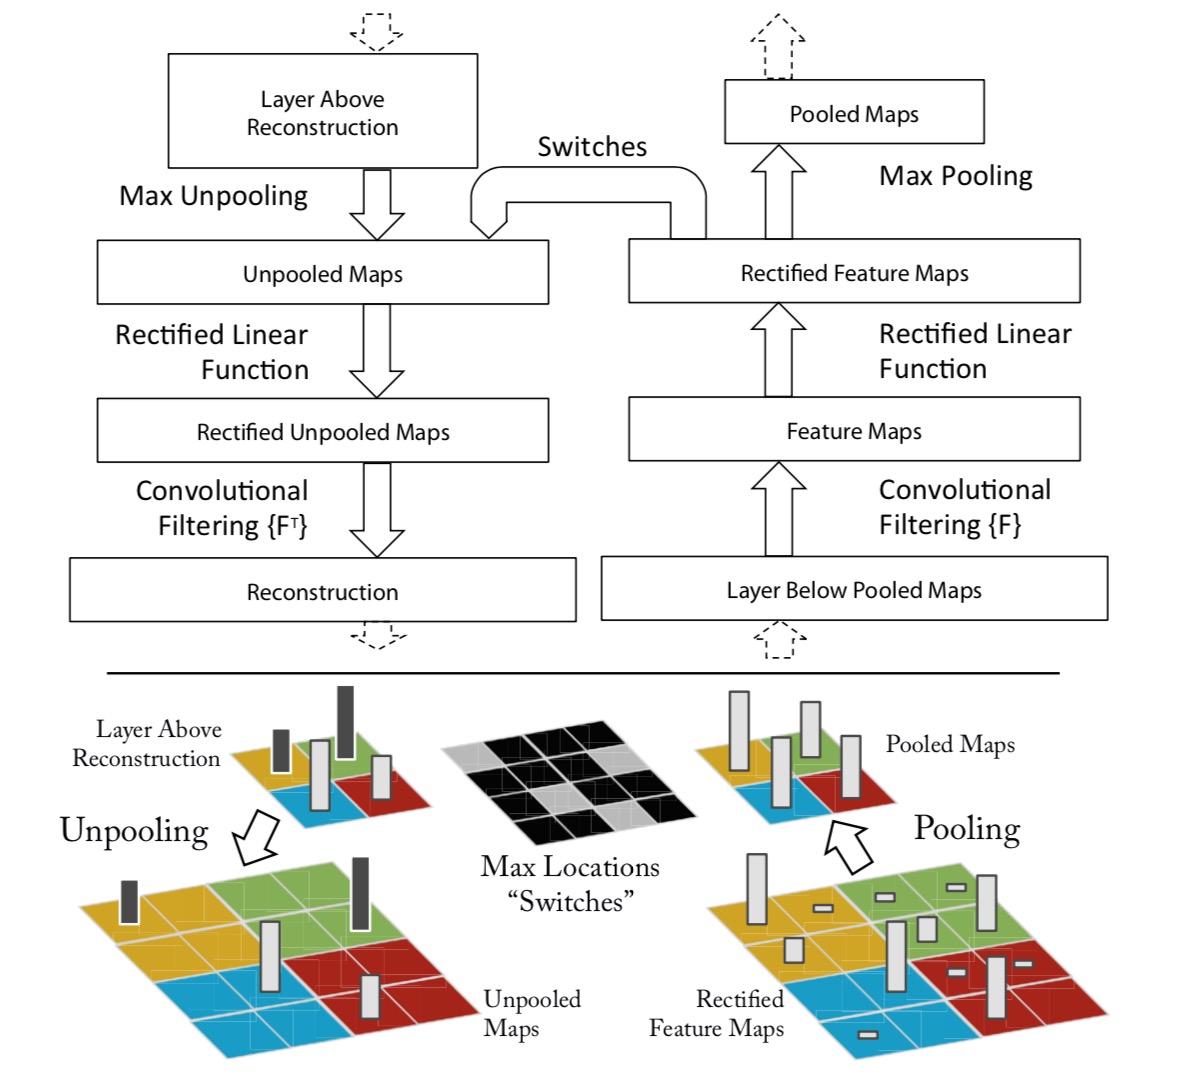 Layer Above
Reconstruction
Pooled Maps
Switches
Max Unpooling
Max Pooling
Unpooled Maps
Rectified Feature Maps
Rectified Linear
Function
Rectified Linear
Function
Rectified Unpooled Maps
Feature Maps
Convolutional
Filtering {Fᵀ}
Convolutional
Filtering {F}
Reconstruction
Layer Below Pooled Maps
Layer Above
Reconstruction
Pooled Maps
Unpooling
Pooling
Max Locations
“Switches”
Unpooled
Maps
Rectified
Feature Maps